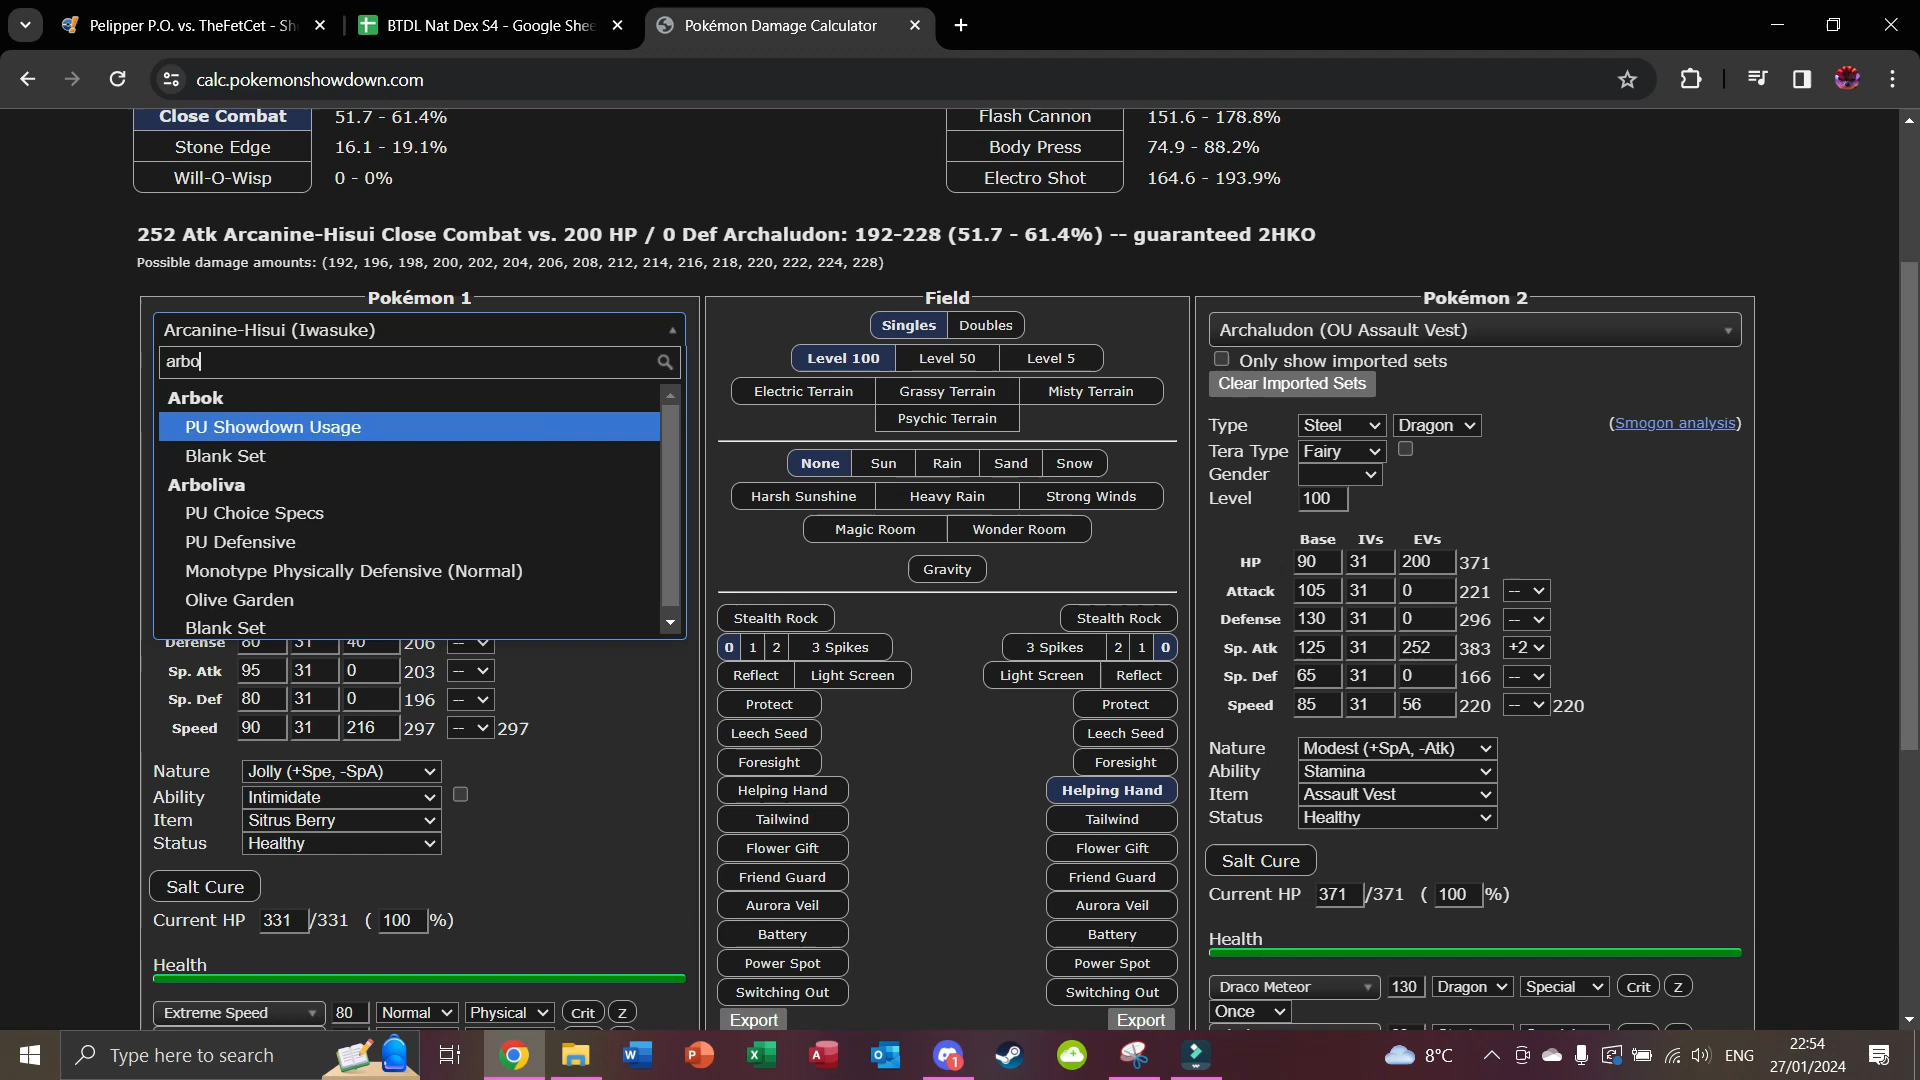 Pelipper P.O. vs. TheFetCet - Sh
BTDL Nat Dex S4 - Google Shee
Pokémon Damage Calculator
calc.pokemonshowdown.com
Close Combat 51.7 - 61.4%
Stone Edge 16.1 - 19.1%
Will-O-Wisp 0 - 0%
Flash Cannon 151.6 - 178.8%
Body Press 74.9 - 88.2%
Electro Shot 164.6 - 193.9%
252 Atk Arcanine-Hisui Close Combat vs. 200 HP / 0 Def Archaludon: 192-228 (51.7 - 61.4%) -- guaranteed 2HKO
Possible damage amounts: (192, 196, 198, 200, 202, 204, 206, 208, 212, 214, 216, 218, 220, 222, 224, 228)
Pokémon 1
Arcanine-Hisui (Iwasuke)
arbo
Arbok
PU Showdown Usage
Blank Set
Arboliva
PU Choice Specs
PU Defensive
Monotype Physically Defensive (Normal)
Olive Garden
Blank Set
Defense 80 31 40 206 --
Sp. Atk 95 31 0 203 --
Sp. Def 80 31 0 196 --
Speed 90 31 216 297 -- 297
Nature Jolly (+Spe, -SpA)
Ability Intimidate
Item Sitrus Berry
Status Healthy
Salt Cure
Current HP 331 /331 ( 100 %)
Health
Extreme Speed 80 Normal Physical Crit Z
Field
Singles Doubles
Level 100 Level 50 Level 5
Electric Terrain Grassy Terrain Misty Terrain
Psychic Terrain
None Sun Rain Sand Snow
Harsh Sunshine Heavy Rain Strong Winds
Magic Room Wonder Room
Gravity
Stealth Rock Stealth Rock
0 1 2 3 Spikes 3 Spikes 2 1 0
Reflect Light Screen Light Screen Reflect
Protect Protect
Leech Seed Leech Seed
Foresight Foresight
Helping Hand Helping Hand
Tailwind Tailwind
Flower Gift Flower Gift
Friend Guard Friend Guard
Aurora Veil Aurora Veil
Battery Battery
Power Spot Power Spot
Switching Out Switching Out
Export Export
Pokémon 2
Archaludon (OU Assault Vest)
Only show imported sets
Clear Imported Sets
Type Steel Dragon (Smogon analysis)
Tera Type Fairy
Gender
Level 100
Base IVs EVs
HP 90 31 200 371
Attack 105 31 0 221 --
Defense 130 31 0 296 --
Sp. Atk 125 31 252 383 +2
Sp. Def 65 31 0 166 --
Speed 85 31 56 220 -- 220
Nature Modest (+SpA, -Atk)
Ability Stamina
Item Assault Vest
Status Healthy
Salt Cure
Current HP 371 /371 ( 100 %)
Health
Draco Meteor 130 Dragon Special Crit Z
Once
Type here to search
1
8°C
ENG
22:54
27/01/2024